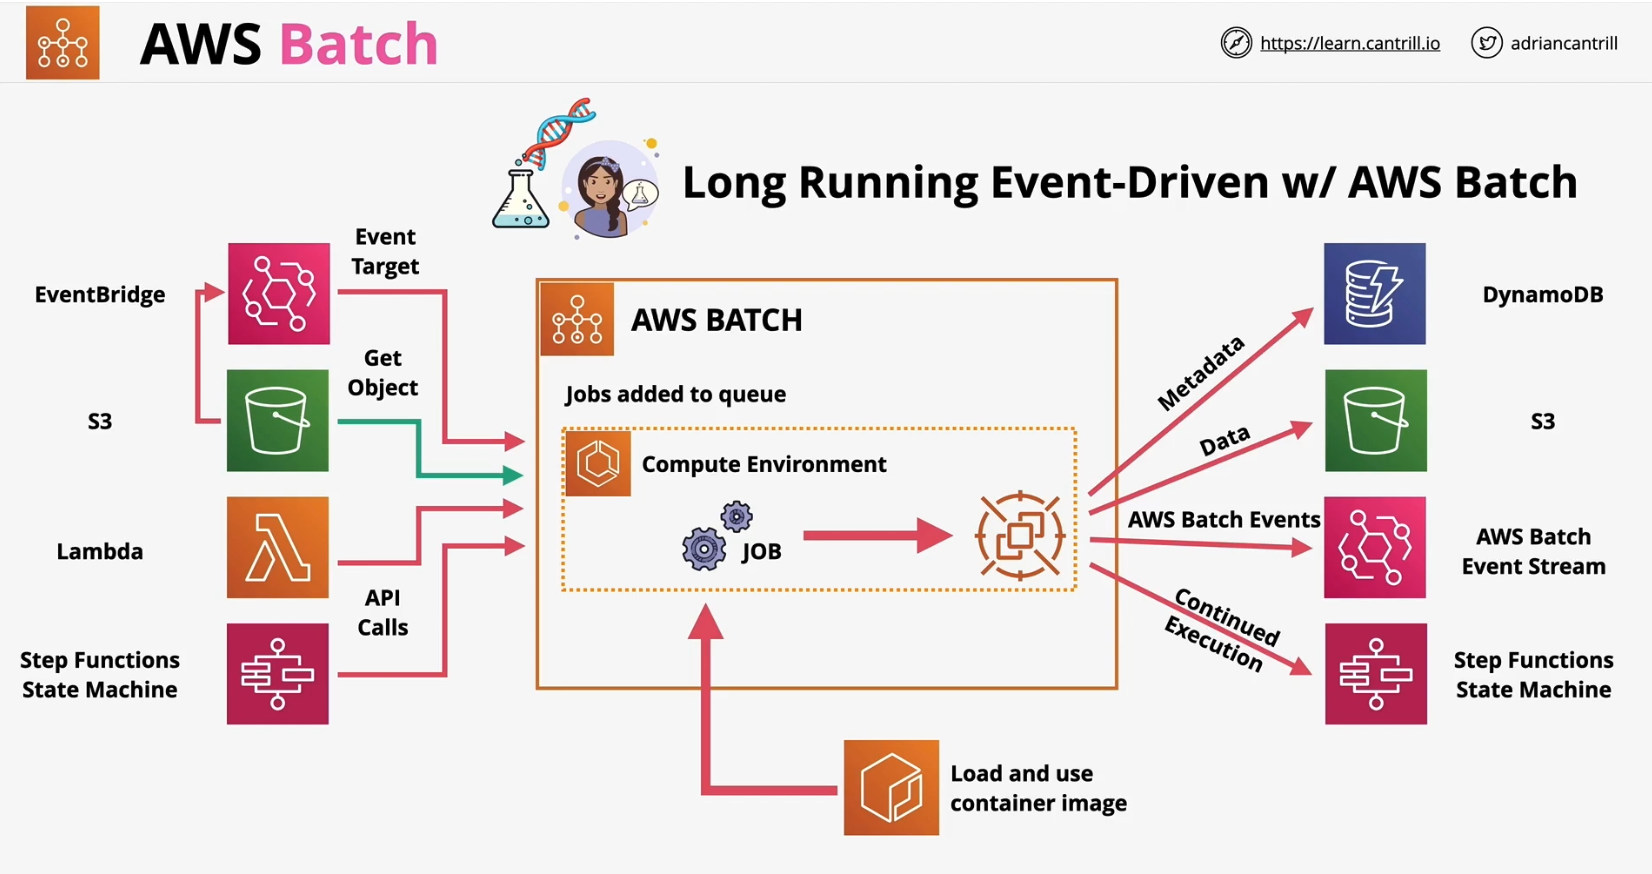 AWS Batch
https://learn.cantrill.io
adriancantrill
Long Running Event-Driven w/ AWS Batch
EventBridge
Event
Target
S3
Get
Object
Lambda
API
Calls
Step Functions
State Machine
AWS BATCH
Jobs added to queue
Compute Environment
JOB
Load and use
container image
Metadata
Data
AWS Batch Events
Continued
Execution
DynamoDB
S3
AWS Batch
Event Stream
Step Functions
State Machine